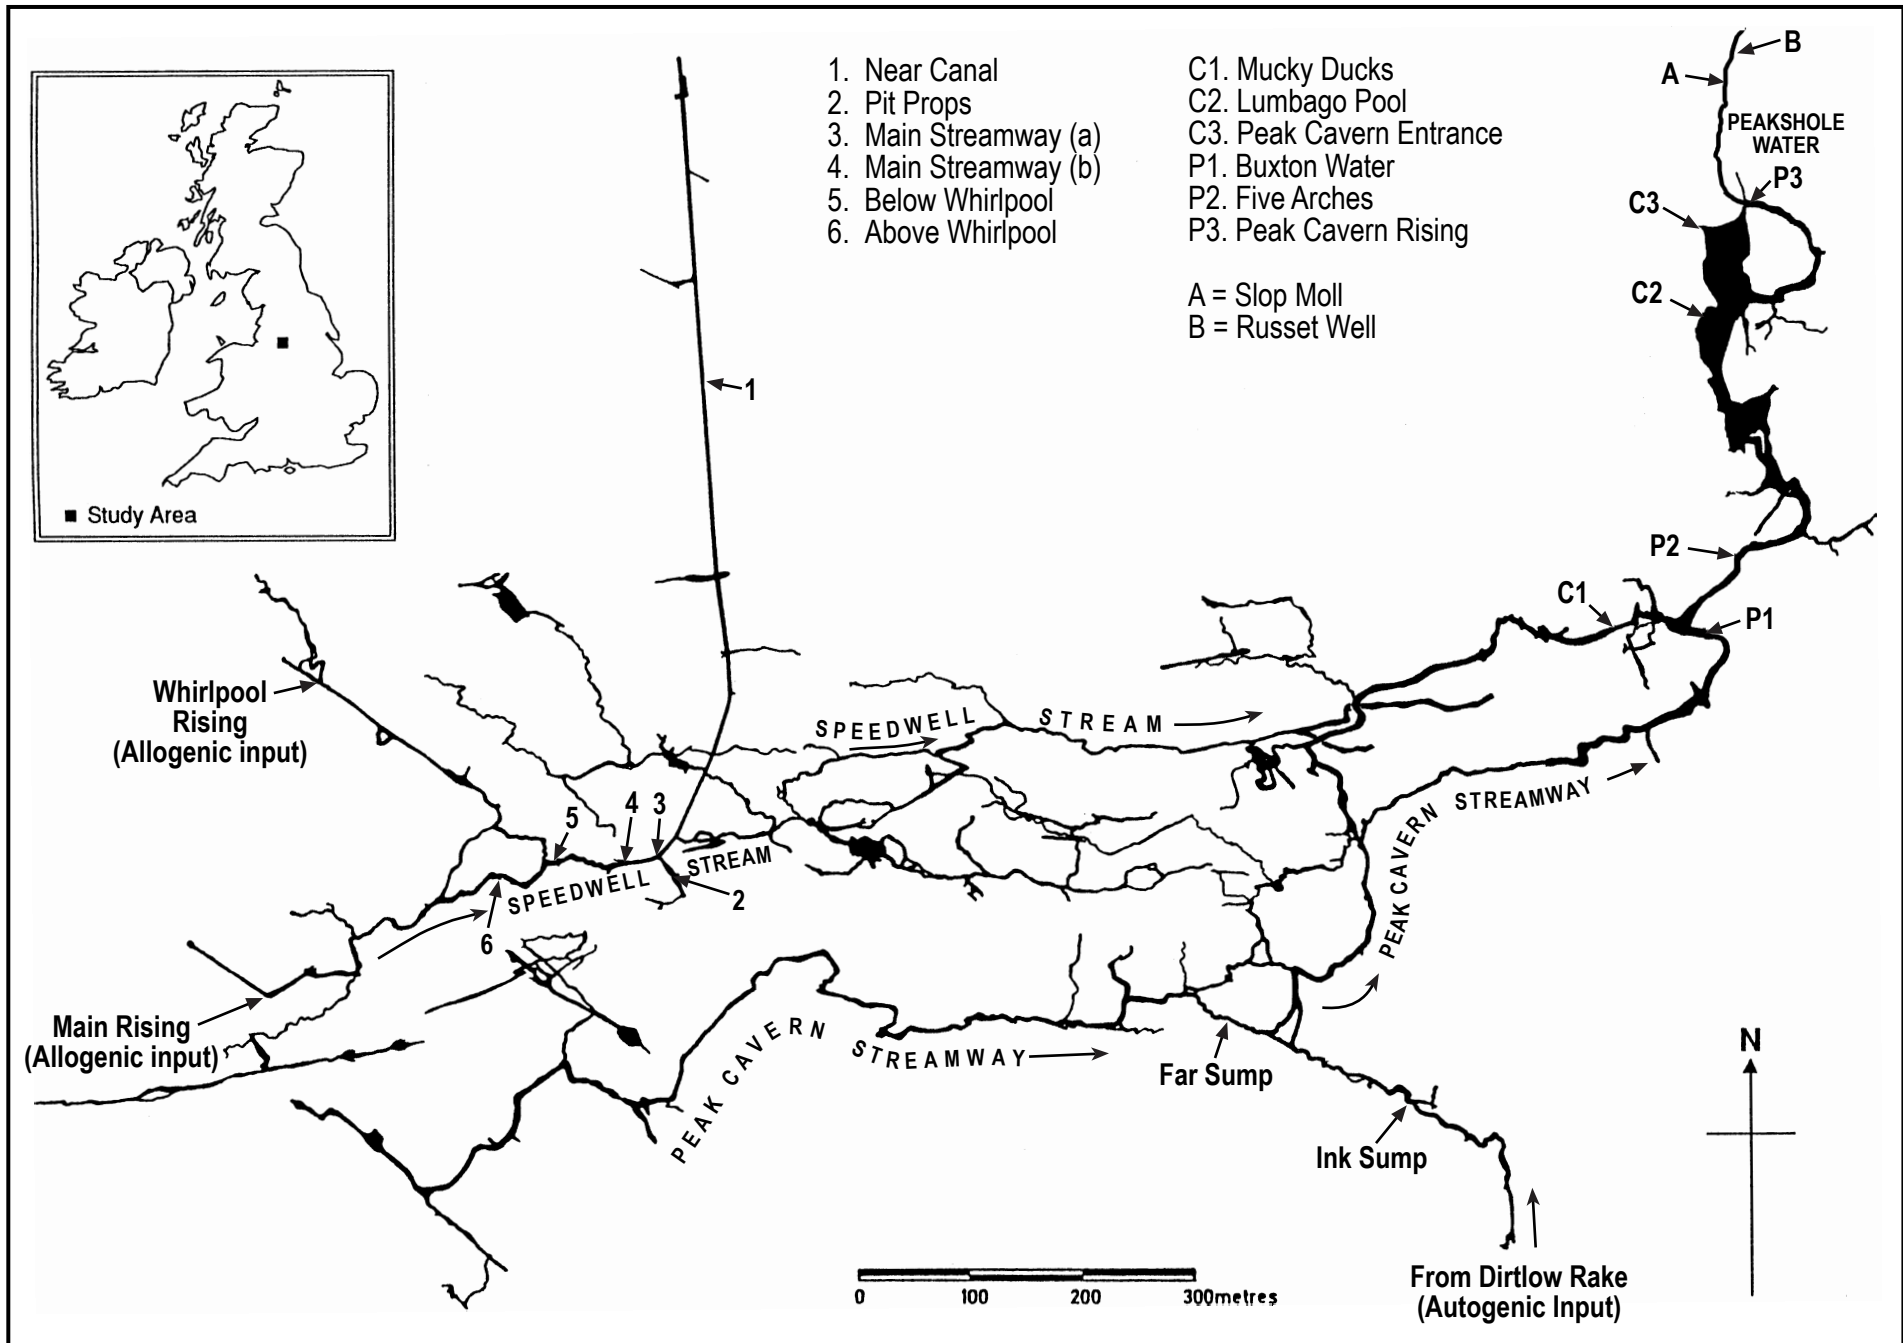 1. Near Canal
2. Pit Props
3. Main Streamway (a)
4. Main Streamway (b)
5. Below Whirlpool
6. Above Whirlpool
C1. Mucky Ducks
C2. Lumbago Pool
C3. Peak Cavern Entrance
P1. Buxton Water
P2. Five Arches
P3. Peak Cavern Rising
A = Slop Moll
B = Russet Well
B
A
PEAKSHOLE
WATER
P3
C3
C2
1
Study Area
P2
C1
P1
Whirlpool
Rising
(Allogenic input)
SPEEDWELL STREAM
5
4
3
PEAK CAVERN STREAMWAY
SPEEDWELL STREAM
2
6
Main Rising
(Allogenic input)
PEAK CAVERN STREAMWAY
Far Sump
N
Ink Sump
From Dirtlow Rake
(Autogenic Input)
0 100 200 300metres